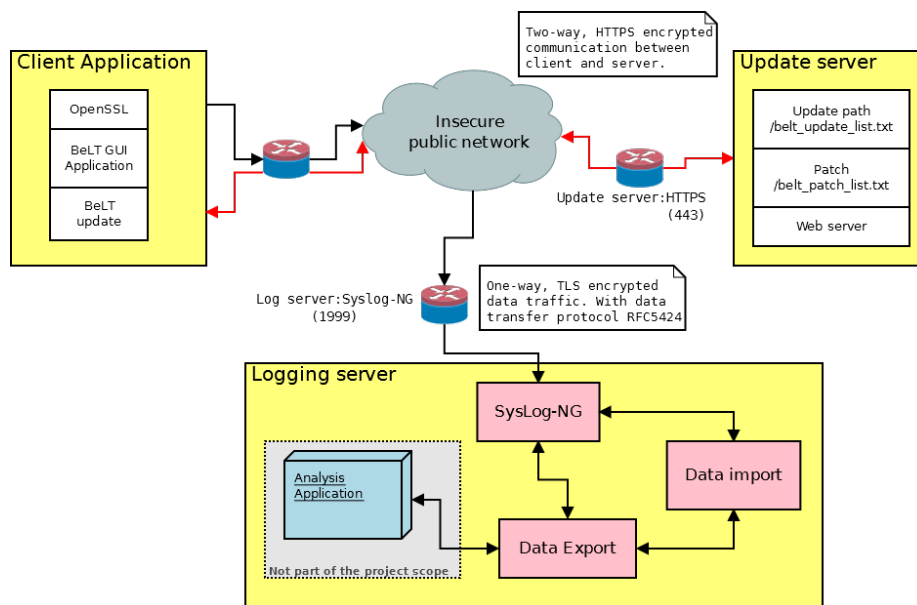 Two-way, HTTPS encrypted
communication between
client and server.
Client Application
OpenSSL
BeLT GUI
Application
BeLT
update
Insecure
public network
Update server
Update path
/belt_update_list.txt
Patch
/belt_patch_list.txt
Web server
Update server:HTTPS
(443)
Log server:Syslog-NG
(1999)
One-way, TLS encrypted
data traffic. With data
transfer protocol RFC5424
Logging server
SysLog-NG
Analysis
Application
Data import
Data Export
Not part of the project scope